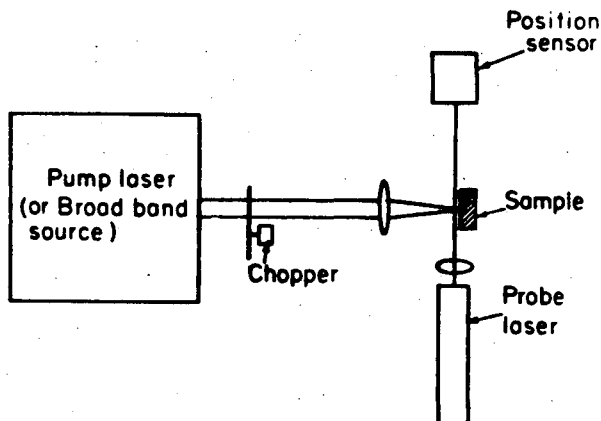 Position
sensor
Pump laser
(or Broad band
source)
Sample
Chopper
Probe
laser